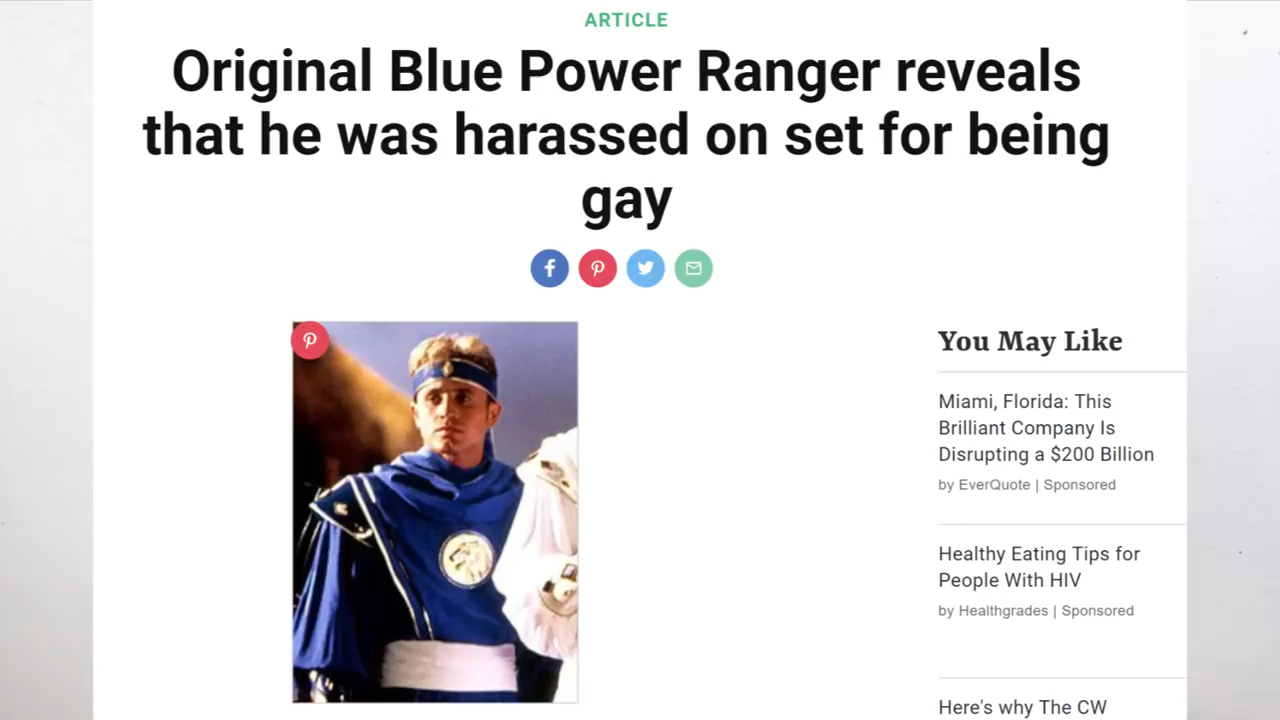 ARTICLE
Original Blue Power Ranger reveals
that he was harassed on set for being
gay
You May Like
Miami, Florida: This
Brilliant Company Is
Disrupting a $200 Billion
by EverQuote | Sponsored
Healthy Eating Tips for
People With HIV
by Healthgrades | Sponsored
Here's why The CW